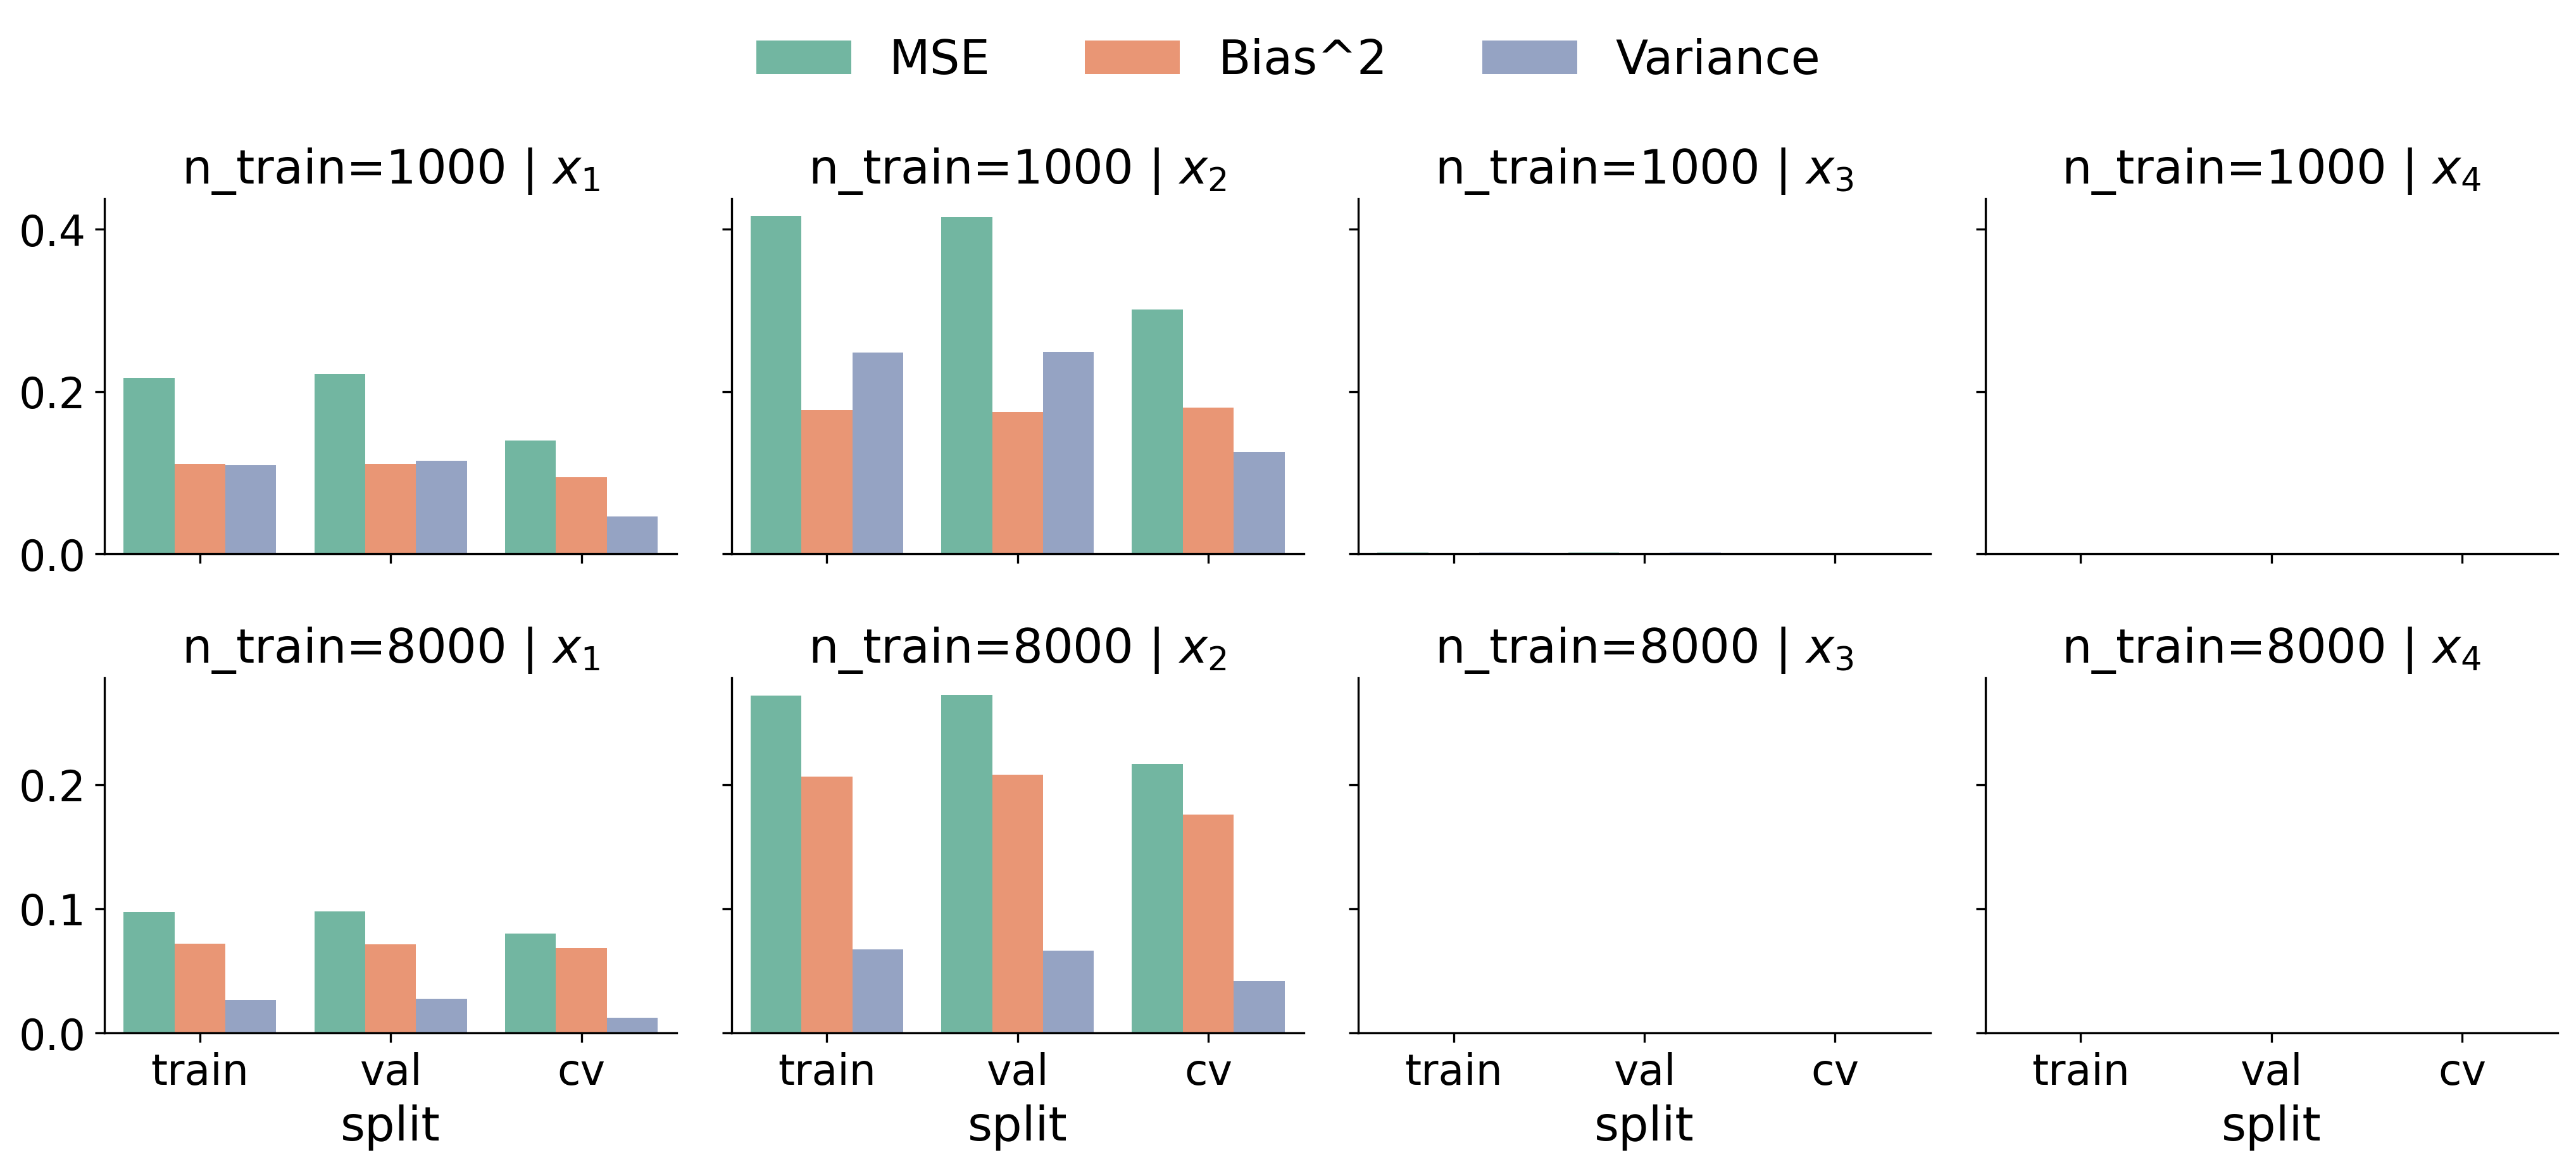 MSE Bias^2 Variance
n_train=1000 | x₁ n_train=1000 | x₂ n_train=1000 | x₃ n_train=1000 | x₄
0.4
0.2
0.0
n_train=8000 | x₁ n_train=8000 | x₂ n_train=8000 | x₃ n_train=8000 | x₄
0.2
0.1
0.0
train val cv train val cv train val cv train val cv
split split split split